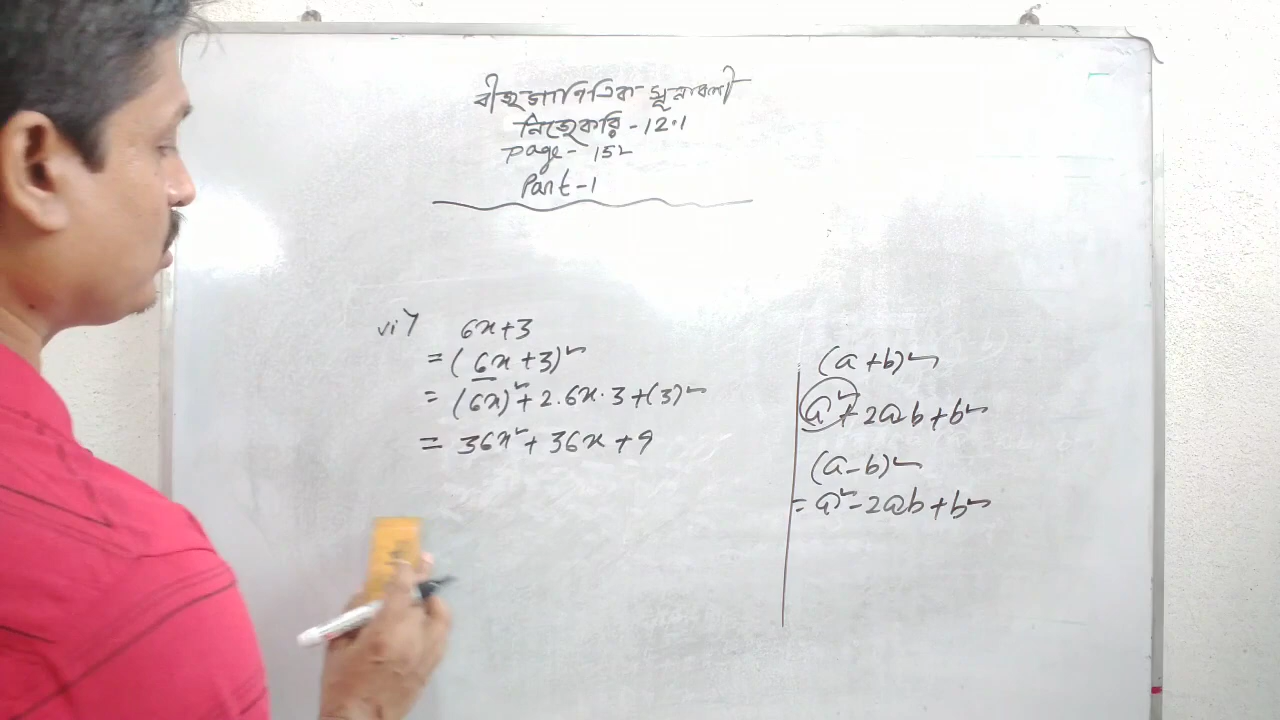 বীজগাণিতিক সূত্রাবলী
নিজেকরি - 12.1
Page - 152
Part - 1
vi) 6x+3
= (6x+3)²
= (6x)² + 2.6x.3 + (3)²
= 36x² + 36x + 9
(a+b)²
a² + 2ab + b²
(a-b)²
= a² - 2ab + b²